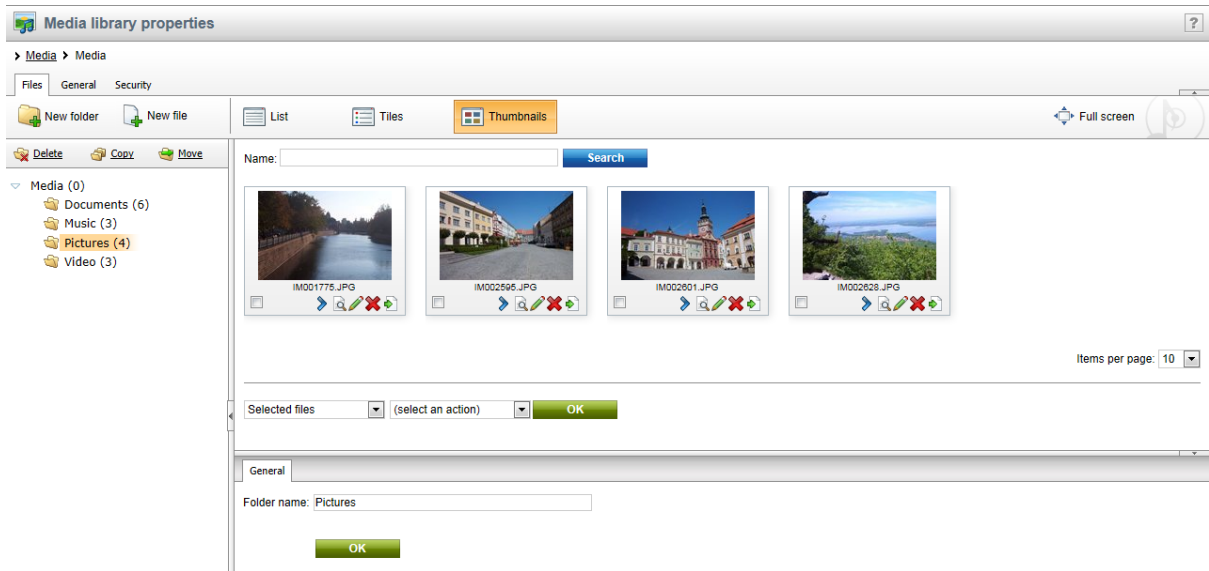 Media library properties
?
Media > Media
Files General Security
New folder New file List Tiles Thumbnails Full screen
Delete Copy Move
Name: Search
Media (0)
Documents (6)
Music (3)
Pictures (4)
Video (3)
IM001775.JPG IM002595.JPG IM002601.JPG IM002628.JPG
Items per page: 10
Selected files (select an action) OK
General
Folder name: Pictures
OK